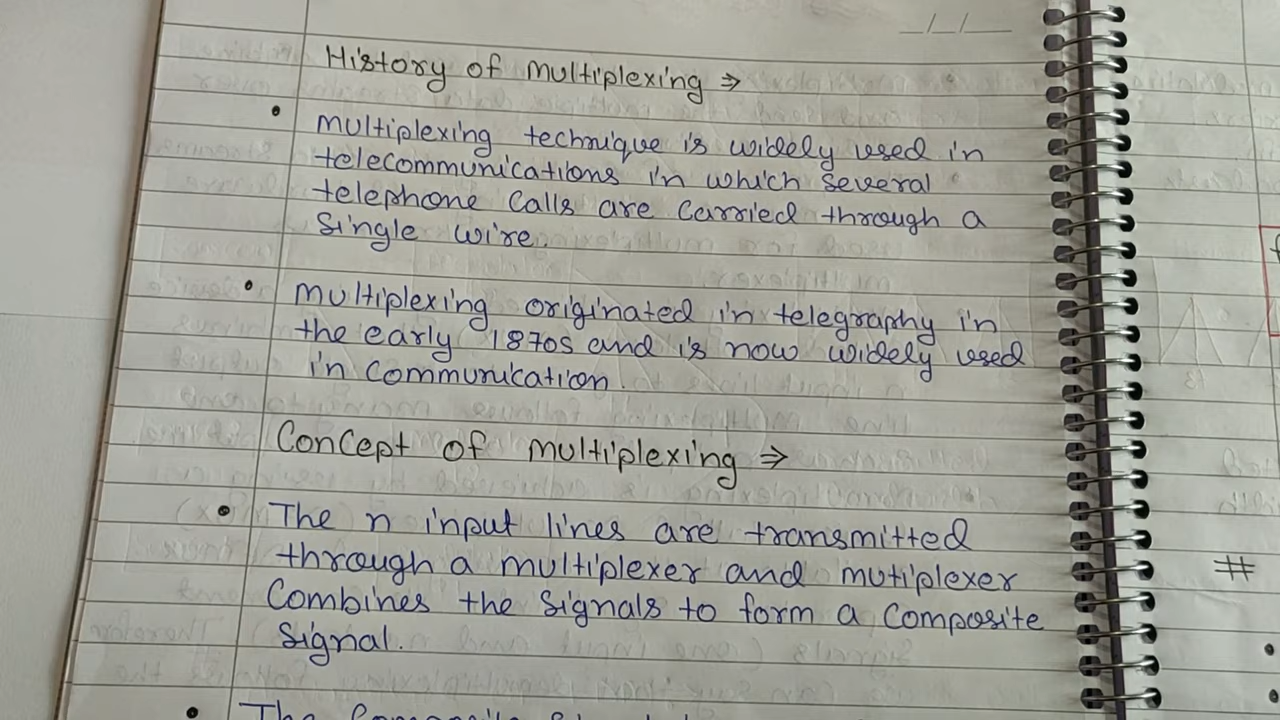 History of multiplexing ⇒
• multiplexing technique is widely used in
telecommunications in which several
telephone calls are carried through a
Single wire.
• multiplexing originated in telegraphy in
the early 1870s and is now widely used
in communication.
Concept of multiplexing ⇒
• The n input lines are transmitted
through a multiplexer and mutiplexer
Combines the signals to form a composite
signal.
• The Composite
#